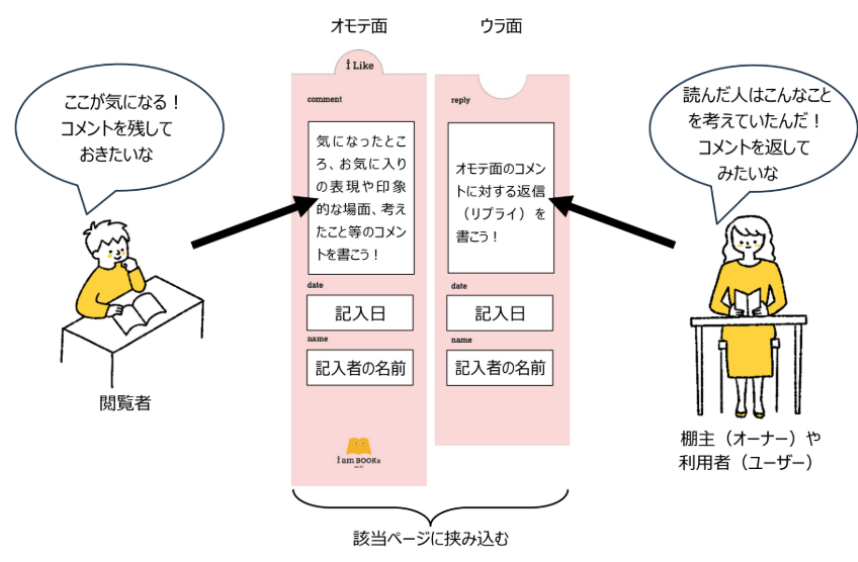 オモテ面
ウラ面
ここが気になる！
コメントを残して
おきたいな
閲覧者
i Like
comment
気になったとこ
ろ、お気に入り
の表現や印象
的な場面、考え
たこと等のコメン
トを書こう！
date
記入日
name
記入者の名前
i am BOOKs
reply
オモテ面のコメン
トに対する返信
（リプライ）を
書こう！
date
記入日
name
記入者の名前
読んだ人はこんなこと
を考えていたんだ！
コメントを返して
みたいな
棚主（オーナー）や
利用者（ユーザー）
該当ページに挟み込む